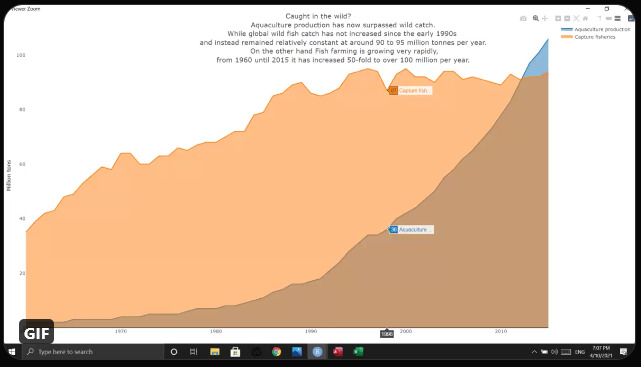 Viewer Zoom
Caught in the wild?
Aquaculture production has now surpassed wild catch.
While global wild fish catch has not increased since the early 1990s
and instead remained relatively constant at around 90 to 95 million tonnes per year.
On the other hand Fish farming is growing very rapidly,
from 1960 until 2015 it has increased 50-fold to over 100 million per year.
Aquaculture production
Capture fisheries
100
80
60
40
20
Million tons
Capture fish...
Aquaculture ...
1970
1980
1990
1998
2000
2010
GIF
Type here to search
ENG
7:07 PM
4/10/2021